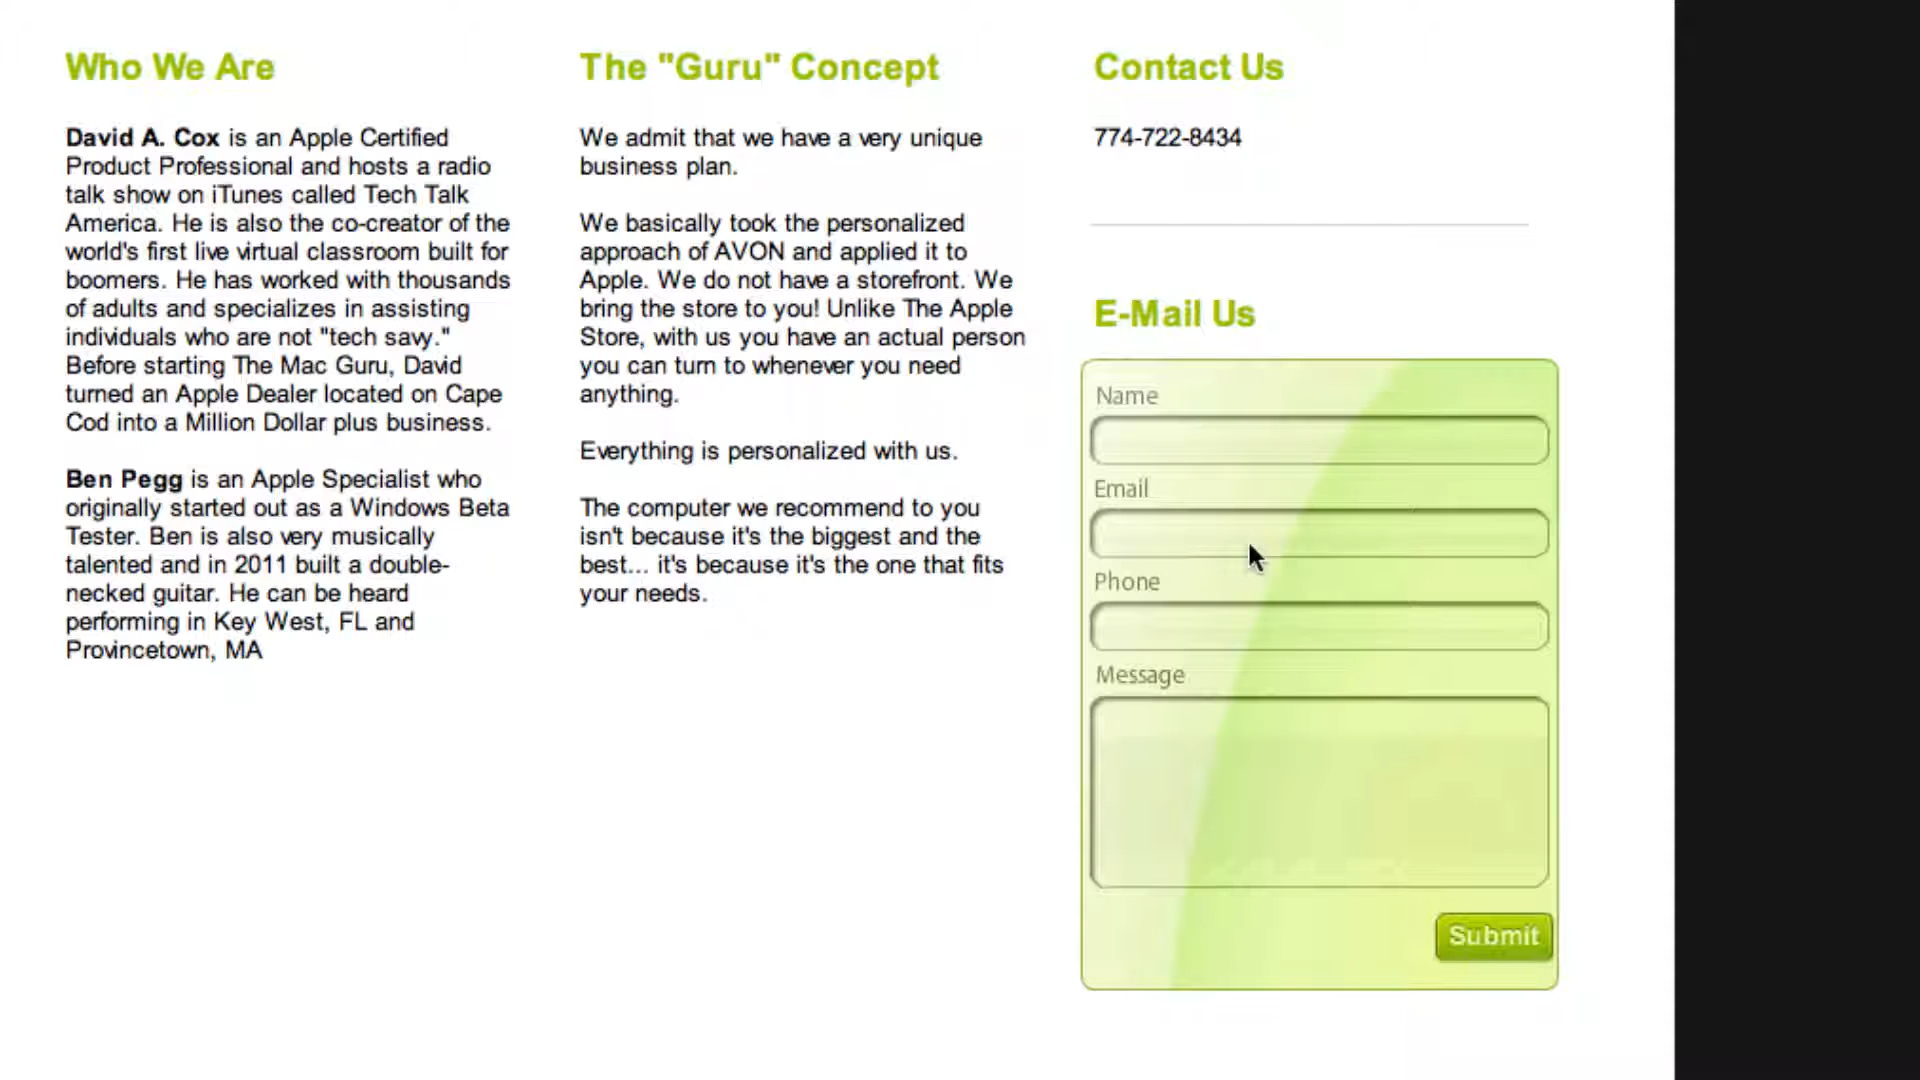 Who We Are
David A. Cox is an Apple Certified
Product Professional and hosts a radio
talk show on iTunes called Tech Talk
America. He is also the co-creator of the
world's first live virtual classroom built for
boomers. He has worked with thousands
of adults and specializes in assisting
individuals who are not "tech savy."
Before starting The Mac Guru, David
turned an Apple Dealer located on Cape
Cod into a Million Dollar plus business.
Ben Pegg is an Apple Specialist who
originally started out as a Windows Beta
Tester. Ben is also very musically
talented and in 2011 built a double-
necked guitar. He can be heard
performing in Key West, FL and
Provincetown, MA
The "Guru" Concept
We admit that we have a very unique
business plan.
We basically took the personalized
approach of AVON and applied it to
Apple. We do not have a storefront. We
bring the store to you! Unlike The Apple
Store, with us you have an actual person
you can turn to whenever you need
anything.
Everything is personalized with us.
The computer we recommend to you
isn't because it's the biggest and the
best... it's because it's the one that fits
your needs.
Contact Us
774-722-8434
E-Mail Us
Name
Email
Phone
Message
Submit